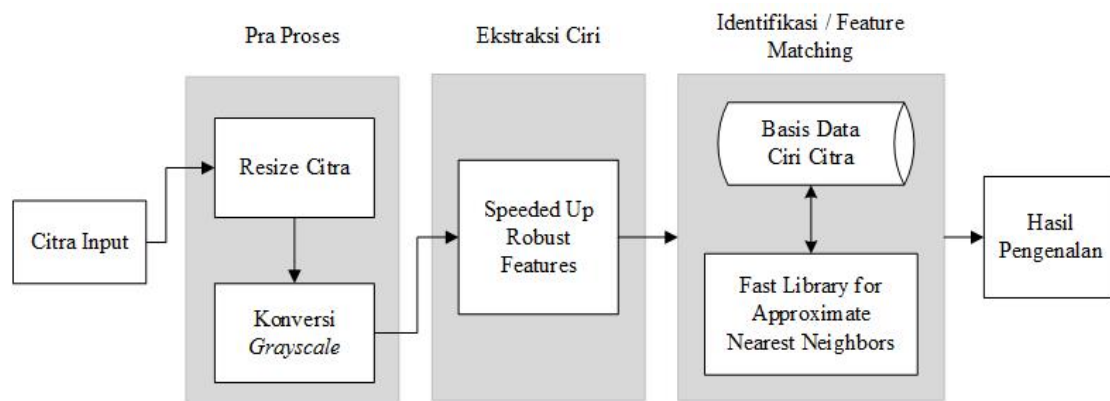 Pra Proses
Ekstraksi Ciri
Identifikasi / Feature
Matching
Citra Input
Resize Citra
Konversi
Grayscale
Speeded Up
Robust
Features
Basis Data
Ciri Citra
Fast Library for
Approximate
Nearest Neighbors
Hasil
Pengenalan